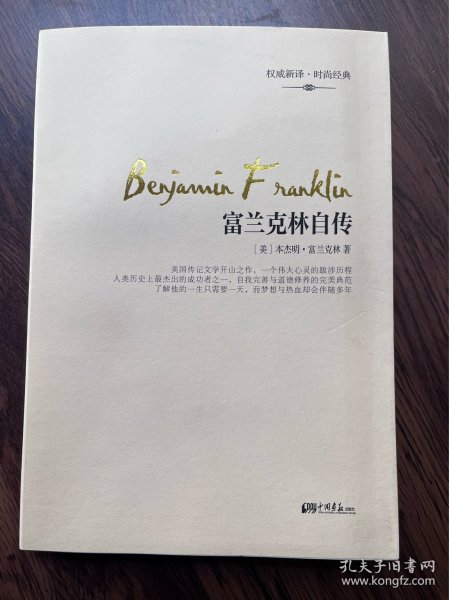 权威新译·时尚经典
Benjamin Franklin
富兰克林自传
[美] 本杰明·富兰克林 著
美国传记文学开山之作，一个伟大心灵的跋涉历程
人类历史上最杰出的成功者之一，自我完善与道德修养的完美典范
了解他的一生只需要一天，而梦想与热血却会伴随多年
中国画报出版社
孔夫子旧书网
www.kongfz.com